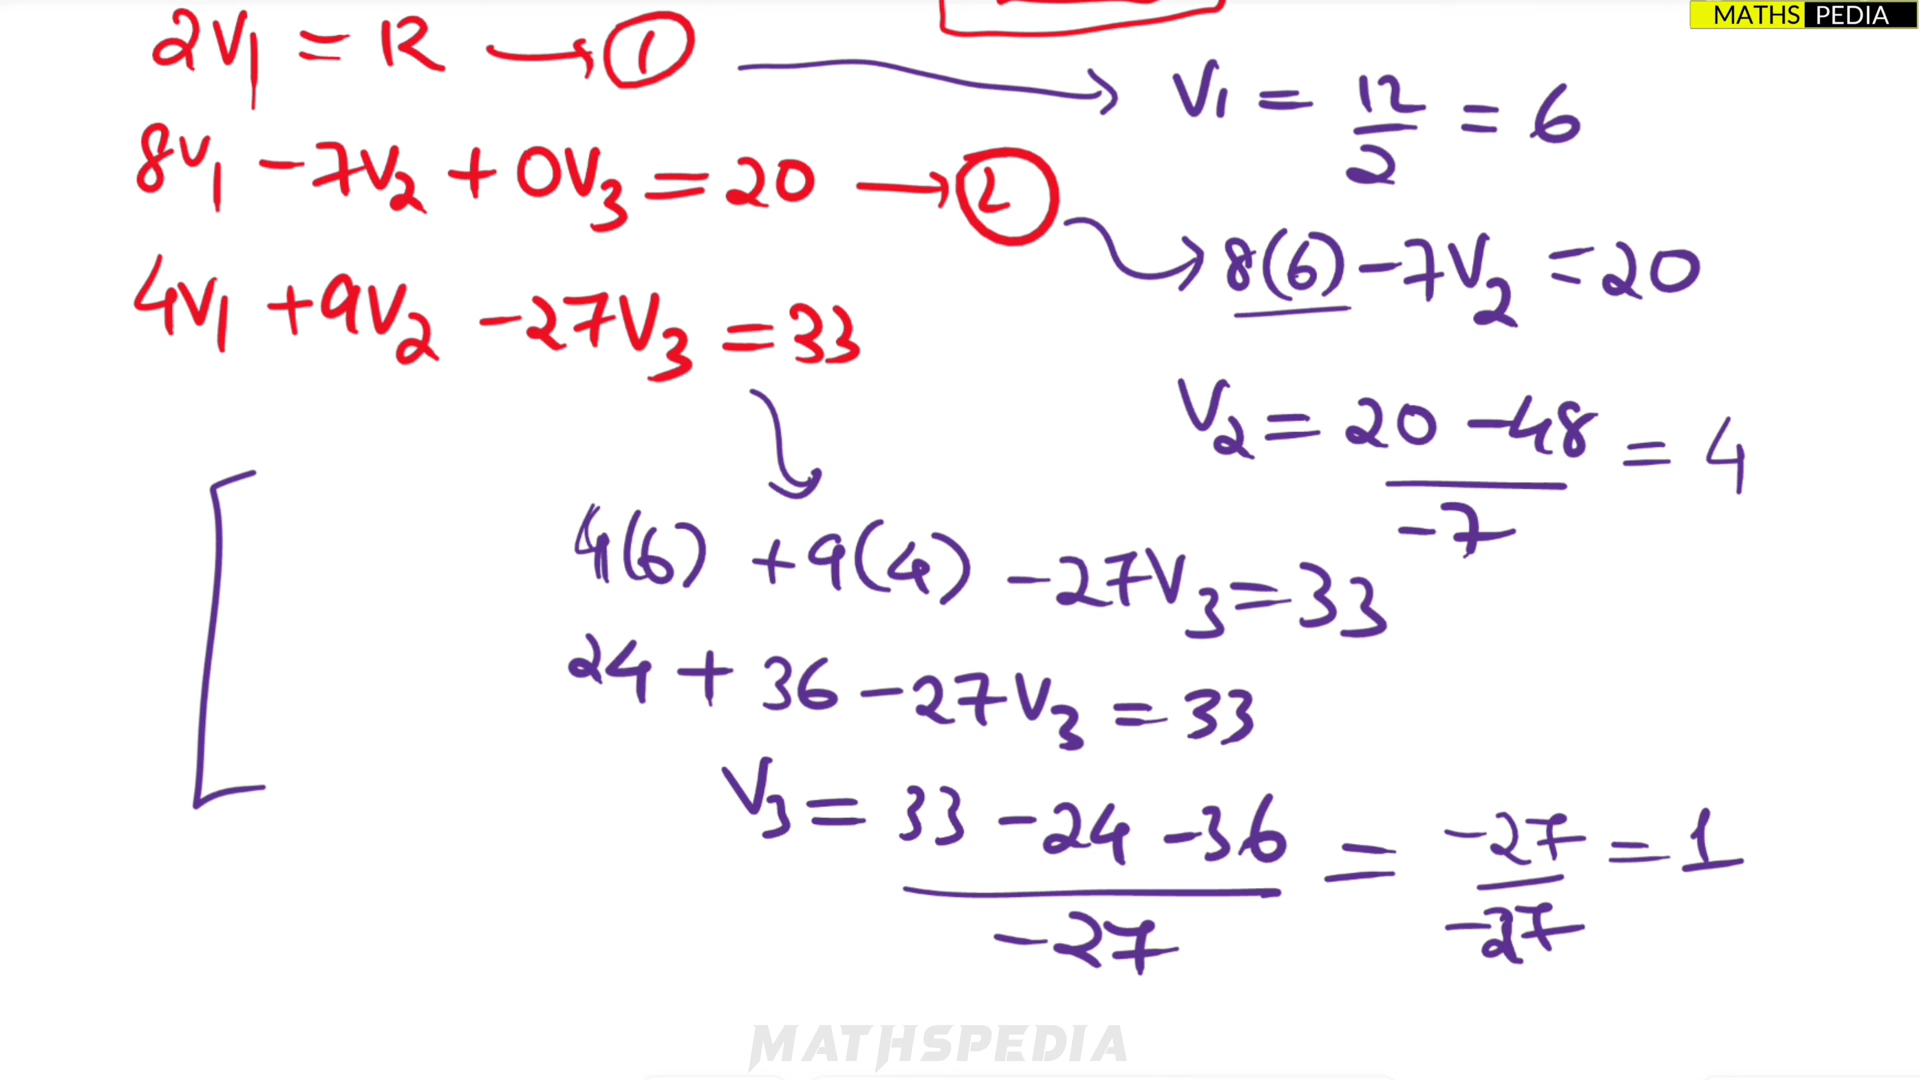 MATHS PEDIA
2V₁ = 12 → ①
8V₁ − 7V₂ + 0V₃ = 20 → ②
4V₁ + 9V₂ − 27V₃ = 33
V₁ = 12/2 = 6
8(6) − 7V₂ = 20
V₂ = 20 − 48/−7 = 4
4(6) + 9(4) − 27V₃ = 33
24 + 36 − 27V₃ = 33
V₃ = 33 − 24 − 36/−27 = −27/−27 = 1
MATHSPEDIA